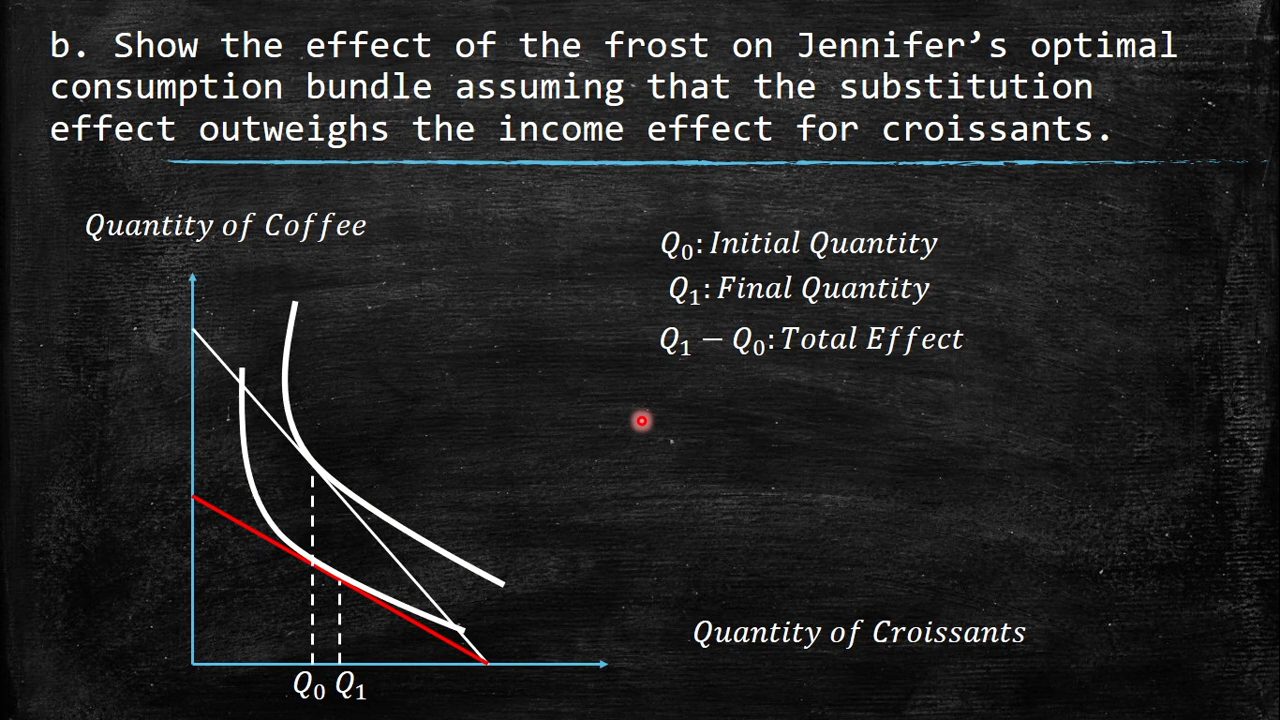 b. Show the effect of the frost on Jennifer’s optimal
consumption bundle assuming that the substitution
effect outweighs the income effect for croissants.
Quantity of Coffee
Q₀: Initial Quantity
Q₁: Final Quantity
Q₁ − Q₀: Total Effect
Quantity of Croissants
Q₀ Q₁